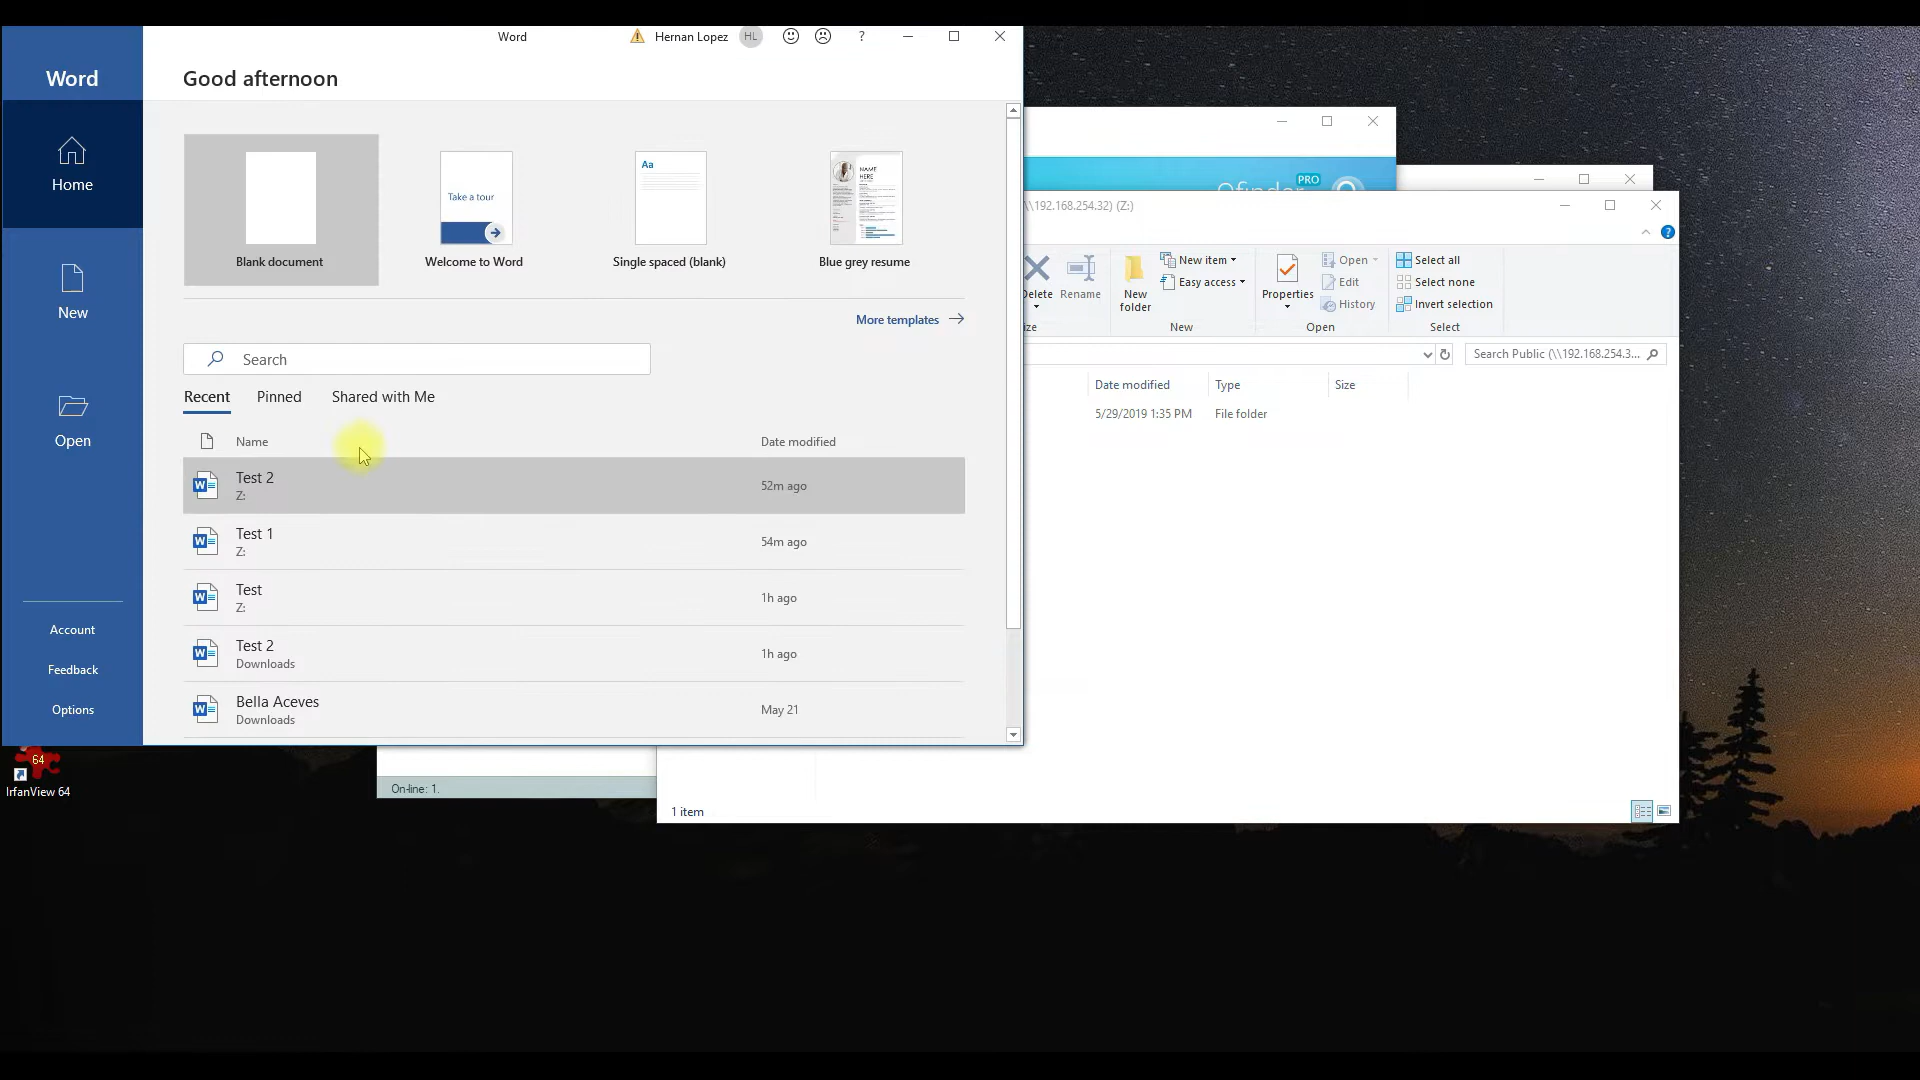 Word
Hernan Lopez
HL
?
Word
Good afternoon
Home
New
Open
Account
Feedback
Options
Blank document
Take a tour
Welcome to Word
Aa
Single spaced (blank)
NAME
HERE
Blue grey resume
More templates
Search
Recent
Pinned
Shared with Me
Name
Date modified
Test 2
Z:
52m ago
Test 1
Z:
54m ago
Test
Z:
1h ago
Test 2
Downloads
1h ago
Bella Aceves
Downloads
May 21
PRO
\\192.168.254.32) (Z:)
?
Delete
Rename
New
folder
New item
Easy access
New
Properties
Open
Edit
History
Open
Select all
Select none
Invert selection
Select
Search Public (\\192.168.254.3...
Date modified
Type
Size
5/29/2019 1:35 PM
File folder
64
IrfanView 64
On-line: 1.
1 item